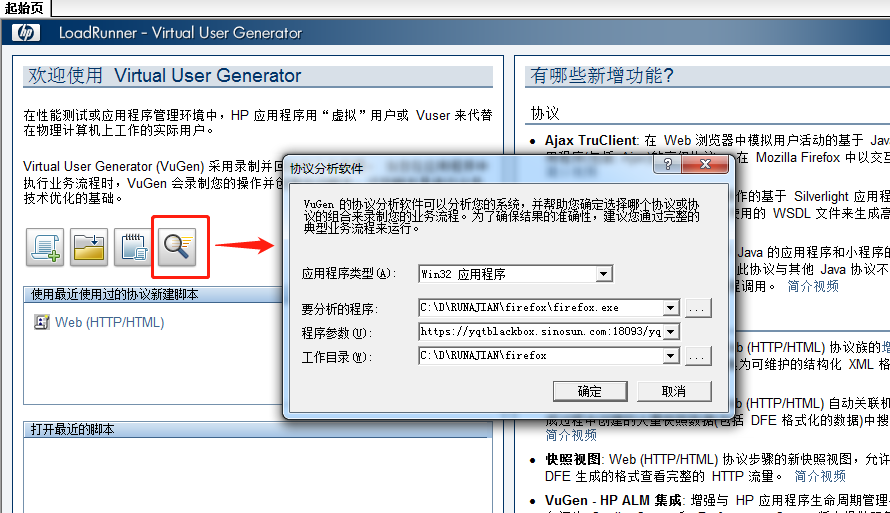 起始页
hp LoadRunner - Virtual User Generator
欢迎使用 Virtual User Generator
在性能测试或应用程序管理环境中，HP 应用程序用“虚拟”用户或 Vuser 来代替
在物理计算机上工作的实际用户。
Virtual User Generator (VuGen) 采用录制并回
执行业务流程时，VuGen 会录制您的操作并创
技术优化的基础。
使用最近使用过的协议新建脚本
Web (HTTP/HTML)
打开最近的脚本
协议分析软件
VuGen 的协议分析软件可以分析您的系统，并帮助您确定选择哪个协议或协
议的组合来录制您的业务流程。为了确保结果的准确性，建议您通过完整的
典型业务流程来运行。
应用程序类型(A):
Win32 应用程序
要分析的程序:
C:\D\RUNAJIAN\firefox\firefox.exe
...
程序参数(U):
https://yqtblackbox.sinosun.com:18093/yq
工作目录(W):
C:\D\RUNAJIAN\firefox
...
确定
取消
有哪些新增功能?
协议
• Ajax TruClient: 在 Web 浏览器中模拟用户活动的基于 Java
在 Mozilla Firefox 中以交互
作的基于 Silverlight 应用程
使用的 WSDL 文件来生成高
Java 的应用程序和小程序的
此协议与其他 Java 协议不
程调用。 简介视频
(HTTP/HTML) 协议族的增
为可维护的结构化 XML 格
b (HTTP/HTML) 自动关联机
成过程中创建的大量快照数据(包括 DFE 格式化的数据)中搜
简介视频
• 快照视图: Web (HTTP/HTML) 协议步骤的新快照视图，允许
DFE 生成的格式查看完整的 HTTP 流量。 简介视频
• VuGen - HP ALM 集成: 增强与 HP 应用程序生命周期管理